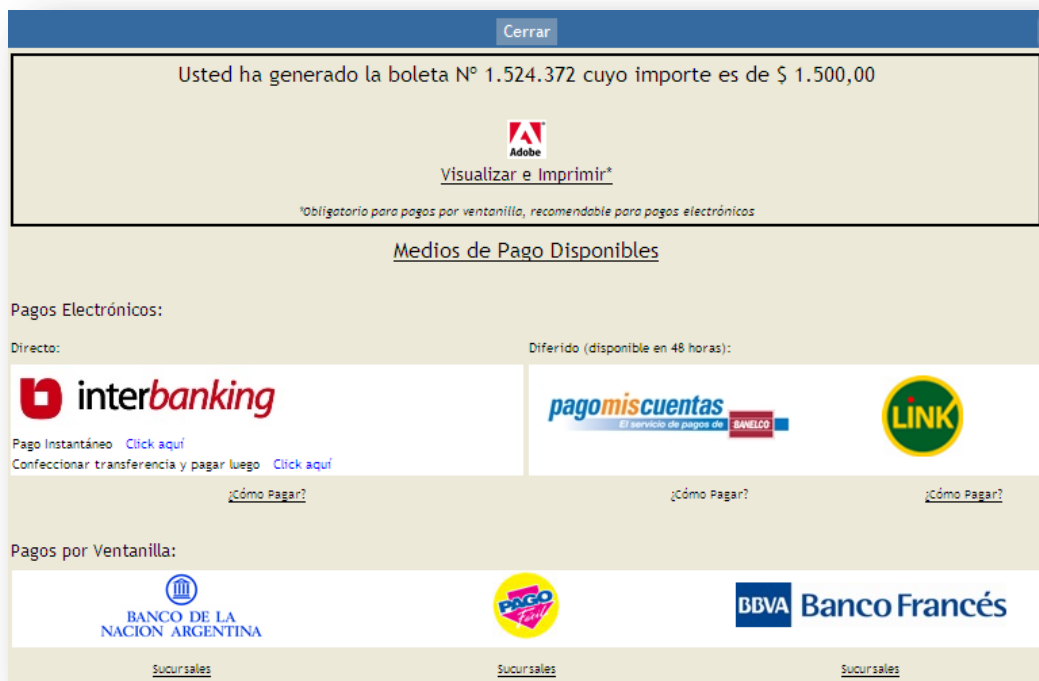 Cerrar
Usted ha generado la boleta Nº 1.524.372 cuyo importe es de $ 1.500,00
Adobe
Visualizar e Imprimir*
*Obligatorio para pagos por ventanilla, recomendable para pagos electrónicos
Medios de Pago Disponibles
Pagos Electrónicos:
Directo:
Diferido (disponible en 48 horas):
interbanking
pagomiscuentas
El servicio de pagos de BANELCO
LINK
Pago Instantáneo Click aquí
Confeccionar transferencia y pagar luego Click aquí
¿Cómo Pagar?
¿Cómo Pagar?
¿Cómo Pagar?
Pagos por Ventanilla:
BANCO DE LA
NACION ARGENTINA
PAGO
fácil
BBVA Banco Francés
Sucursales
Sucursales
Sucursales